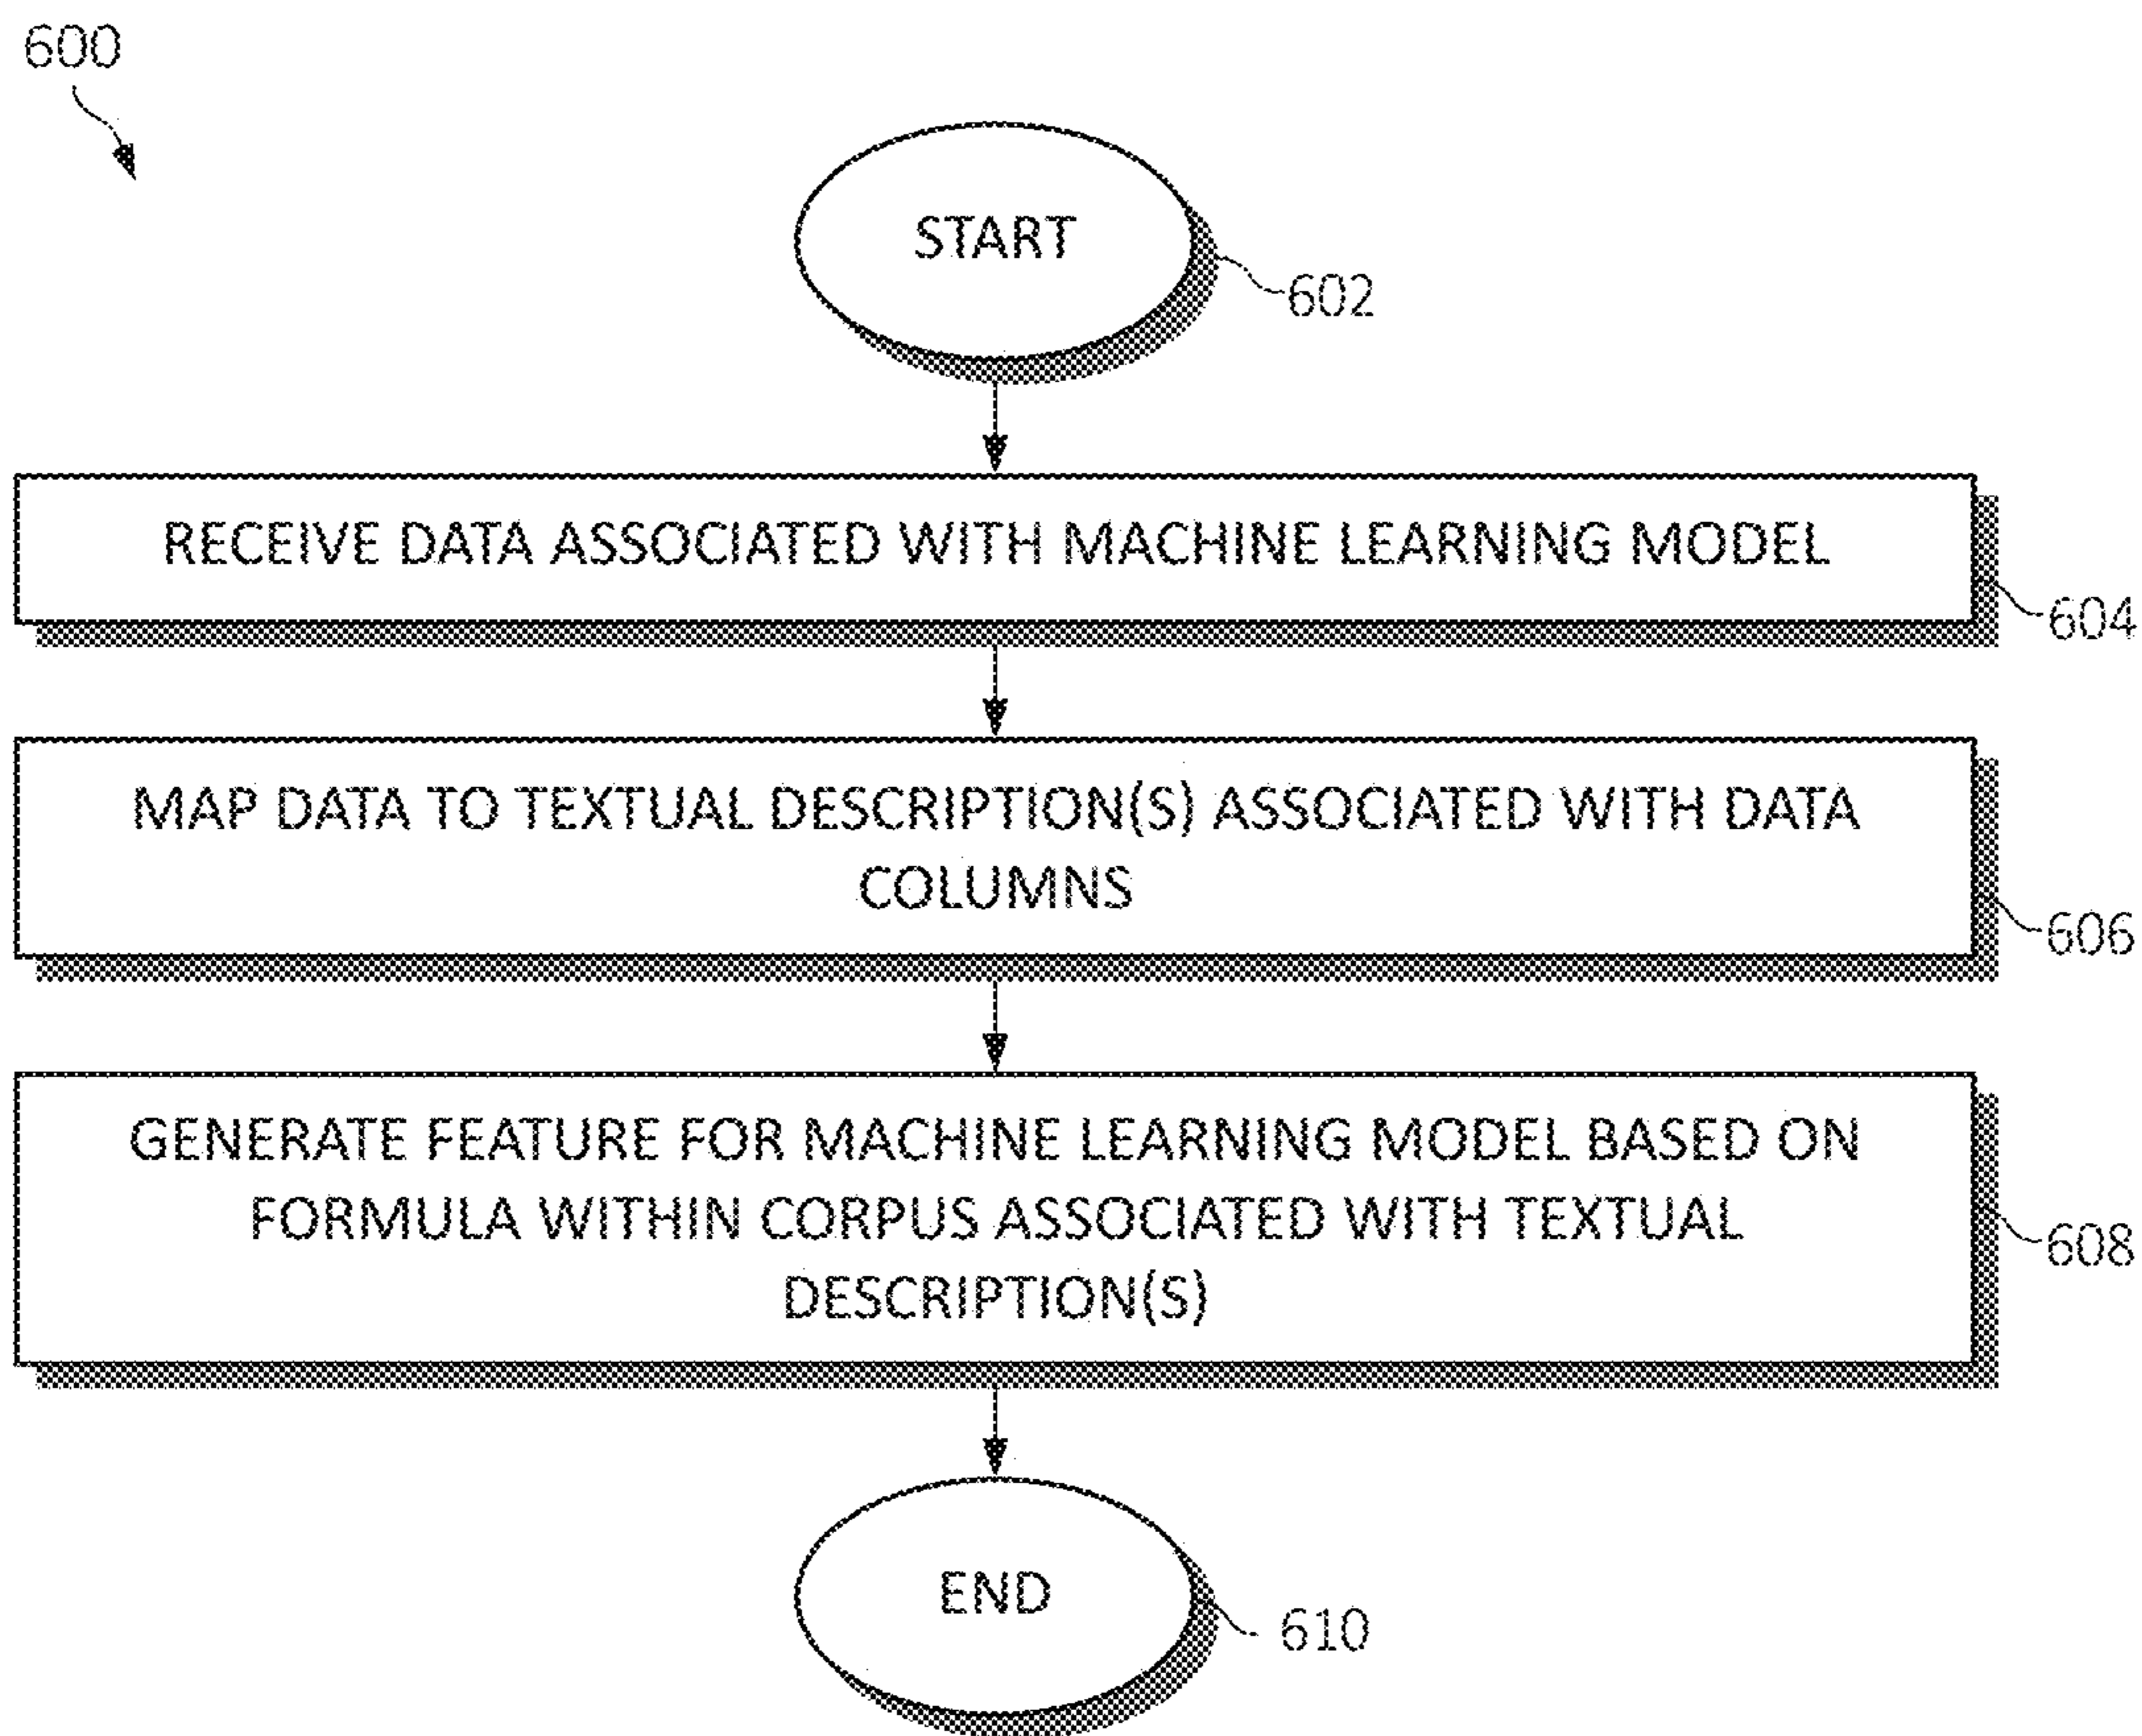 600
START
602
RECEIVE DATA ASSOCIATED WITH MACHINE LEARNING MODEL
604
MAP DATA TO TEXTUAL DESCRIPTION(S) ASSOCIATED WITH DATA
COLUMNS
606
GENERATE FEATURE FOR MACHINE LEARNING MODEL BASED ON
FORMULA WITHIN CORPUS ASSOCIATED WITH TEXTUAL
DESCRIPTION(S)
608
END
610